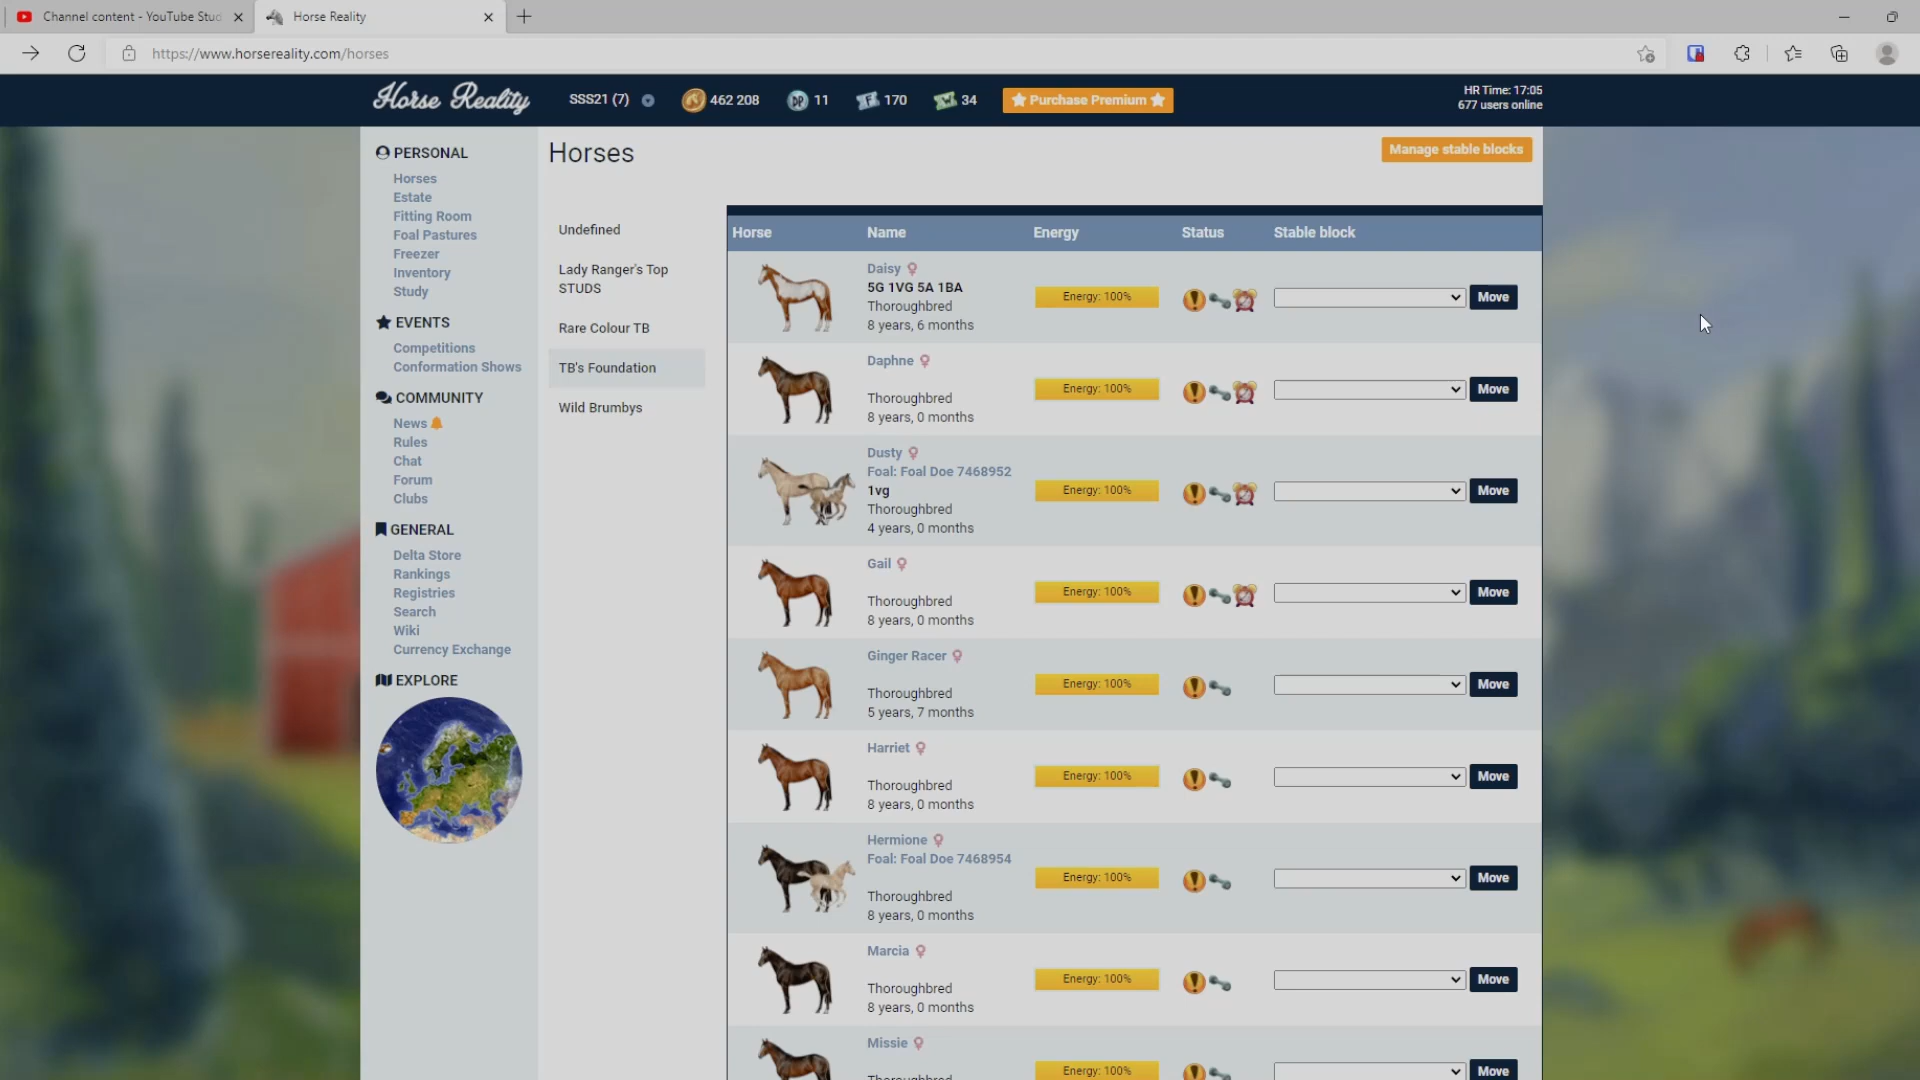 Channel content - YouTube Stud
Horse Reality
https://www.horsereality.com/horses
Horse Reality
SSS21 (7)
462 208
DP
11
170
34
Purchase Premium
HR Time: 17:05
677 users online
PERSONAL
Horses
Estate
Fitting Room
Foal Pastures
Freezer
Inventory
Study
EVENTS
Competitions
Conformation Shows
COMMUNITY
News
Rules
Chat
Forum
Clubs
GENERAL
Delta Store
Rankings
Registries
Search
Wiki
Currency Exchange
EXPLORE
Horses
Manage stable blocks
Undefined
Lady Ranger's Top
STUDS
Rare Colour TB
TB's Foundation
Wild Brumbys
Horse Name Energy Status Stable block
Daisy
5G 1VG 5A 1BA
Thoroughbred
8 years, 6 months
Energy: 100%
Move
Daphne
Thoroughbred
8 years, 0 months
Energy: 100%
Move
Dusty
Foal: Foal Doe 7468952
1vg
Thoroughbred
4 years, 0 months
Energy: 100%
Move
Gail
Thoroughbred
8 years, 0 months
Energy: 100%
Move
Ginger Racer
Thoroughbred
5 years, 7 months
Energy: 100%
Move
Harriet
Thoroughbred
8 years, 0 months
Energy: 100%
Move
Hermione
Foal: Foal Doe 7468954
Thoroughbred
8 years, 0 months
Energy: 100%
Move
Marcia
Thoroughbred
8 years, 0 months
Energy: 100%
Move
Missie
Thoroughbred
Energy: 100%
Move